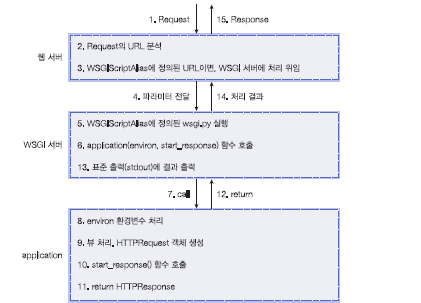 1. Request
15. Response
웹 서버
2. Request의 URL 분석
3. WSGIScriptAlias에 정의된 URL이면, WSGI 서버에 처리 위임
4. 파라미터 전달
14. 처리 결과
WSGI 서버
5. WSGIScriptAlias에 정의된 wsgi.py 실행
6. application(environ, start_response) 함수 호출
13. 표준 출력(stdout)에 결과 출력
7. call
12. return
application
8. environ 환경변수 처리
9. 뷰 처리, HTTPRequest 객체 생성
10. start_response() 함수 호출
11. return HTTPResponse